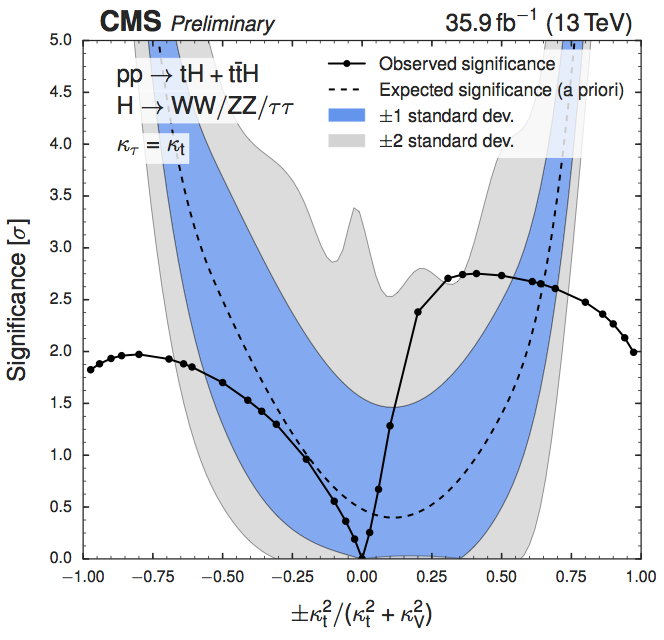 CMS Preliminary 35.9 fb⁻¹ (13 TeV)
pp → tH + tt̄H
H → WW/ZZ/ττ
κτ = κt
Observed significance
Expected significance (a priori)
±1 standard dev.
±2 standard dev.
Significance [σ]
5.0
4.5
4.0
3.5
3.0
2.5
2.0
1.5
1.0
0.5
0.0
−1.00 −0.75 −0.50 −0.25 0.00 0.25 0.50 0.75 1.00
±κt²/(κt² + κV²)